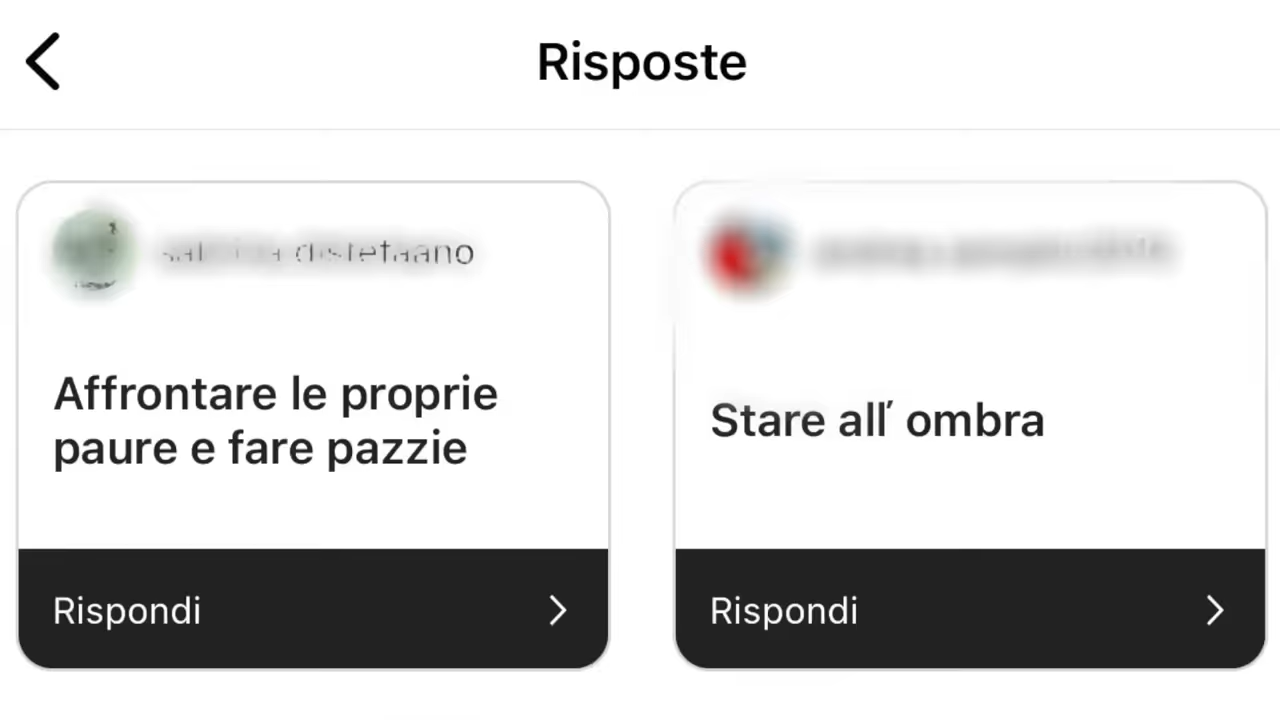 Risposte
Affrontare le proprie
paure e fare pazzie
Stare all' ombra
Rispondi
Rispondi